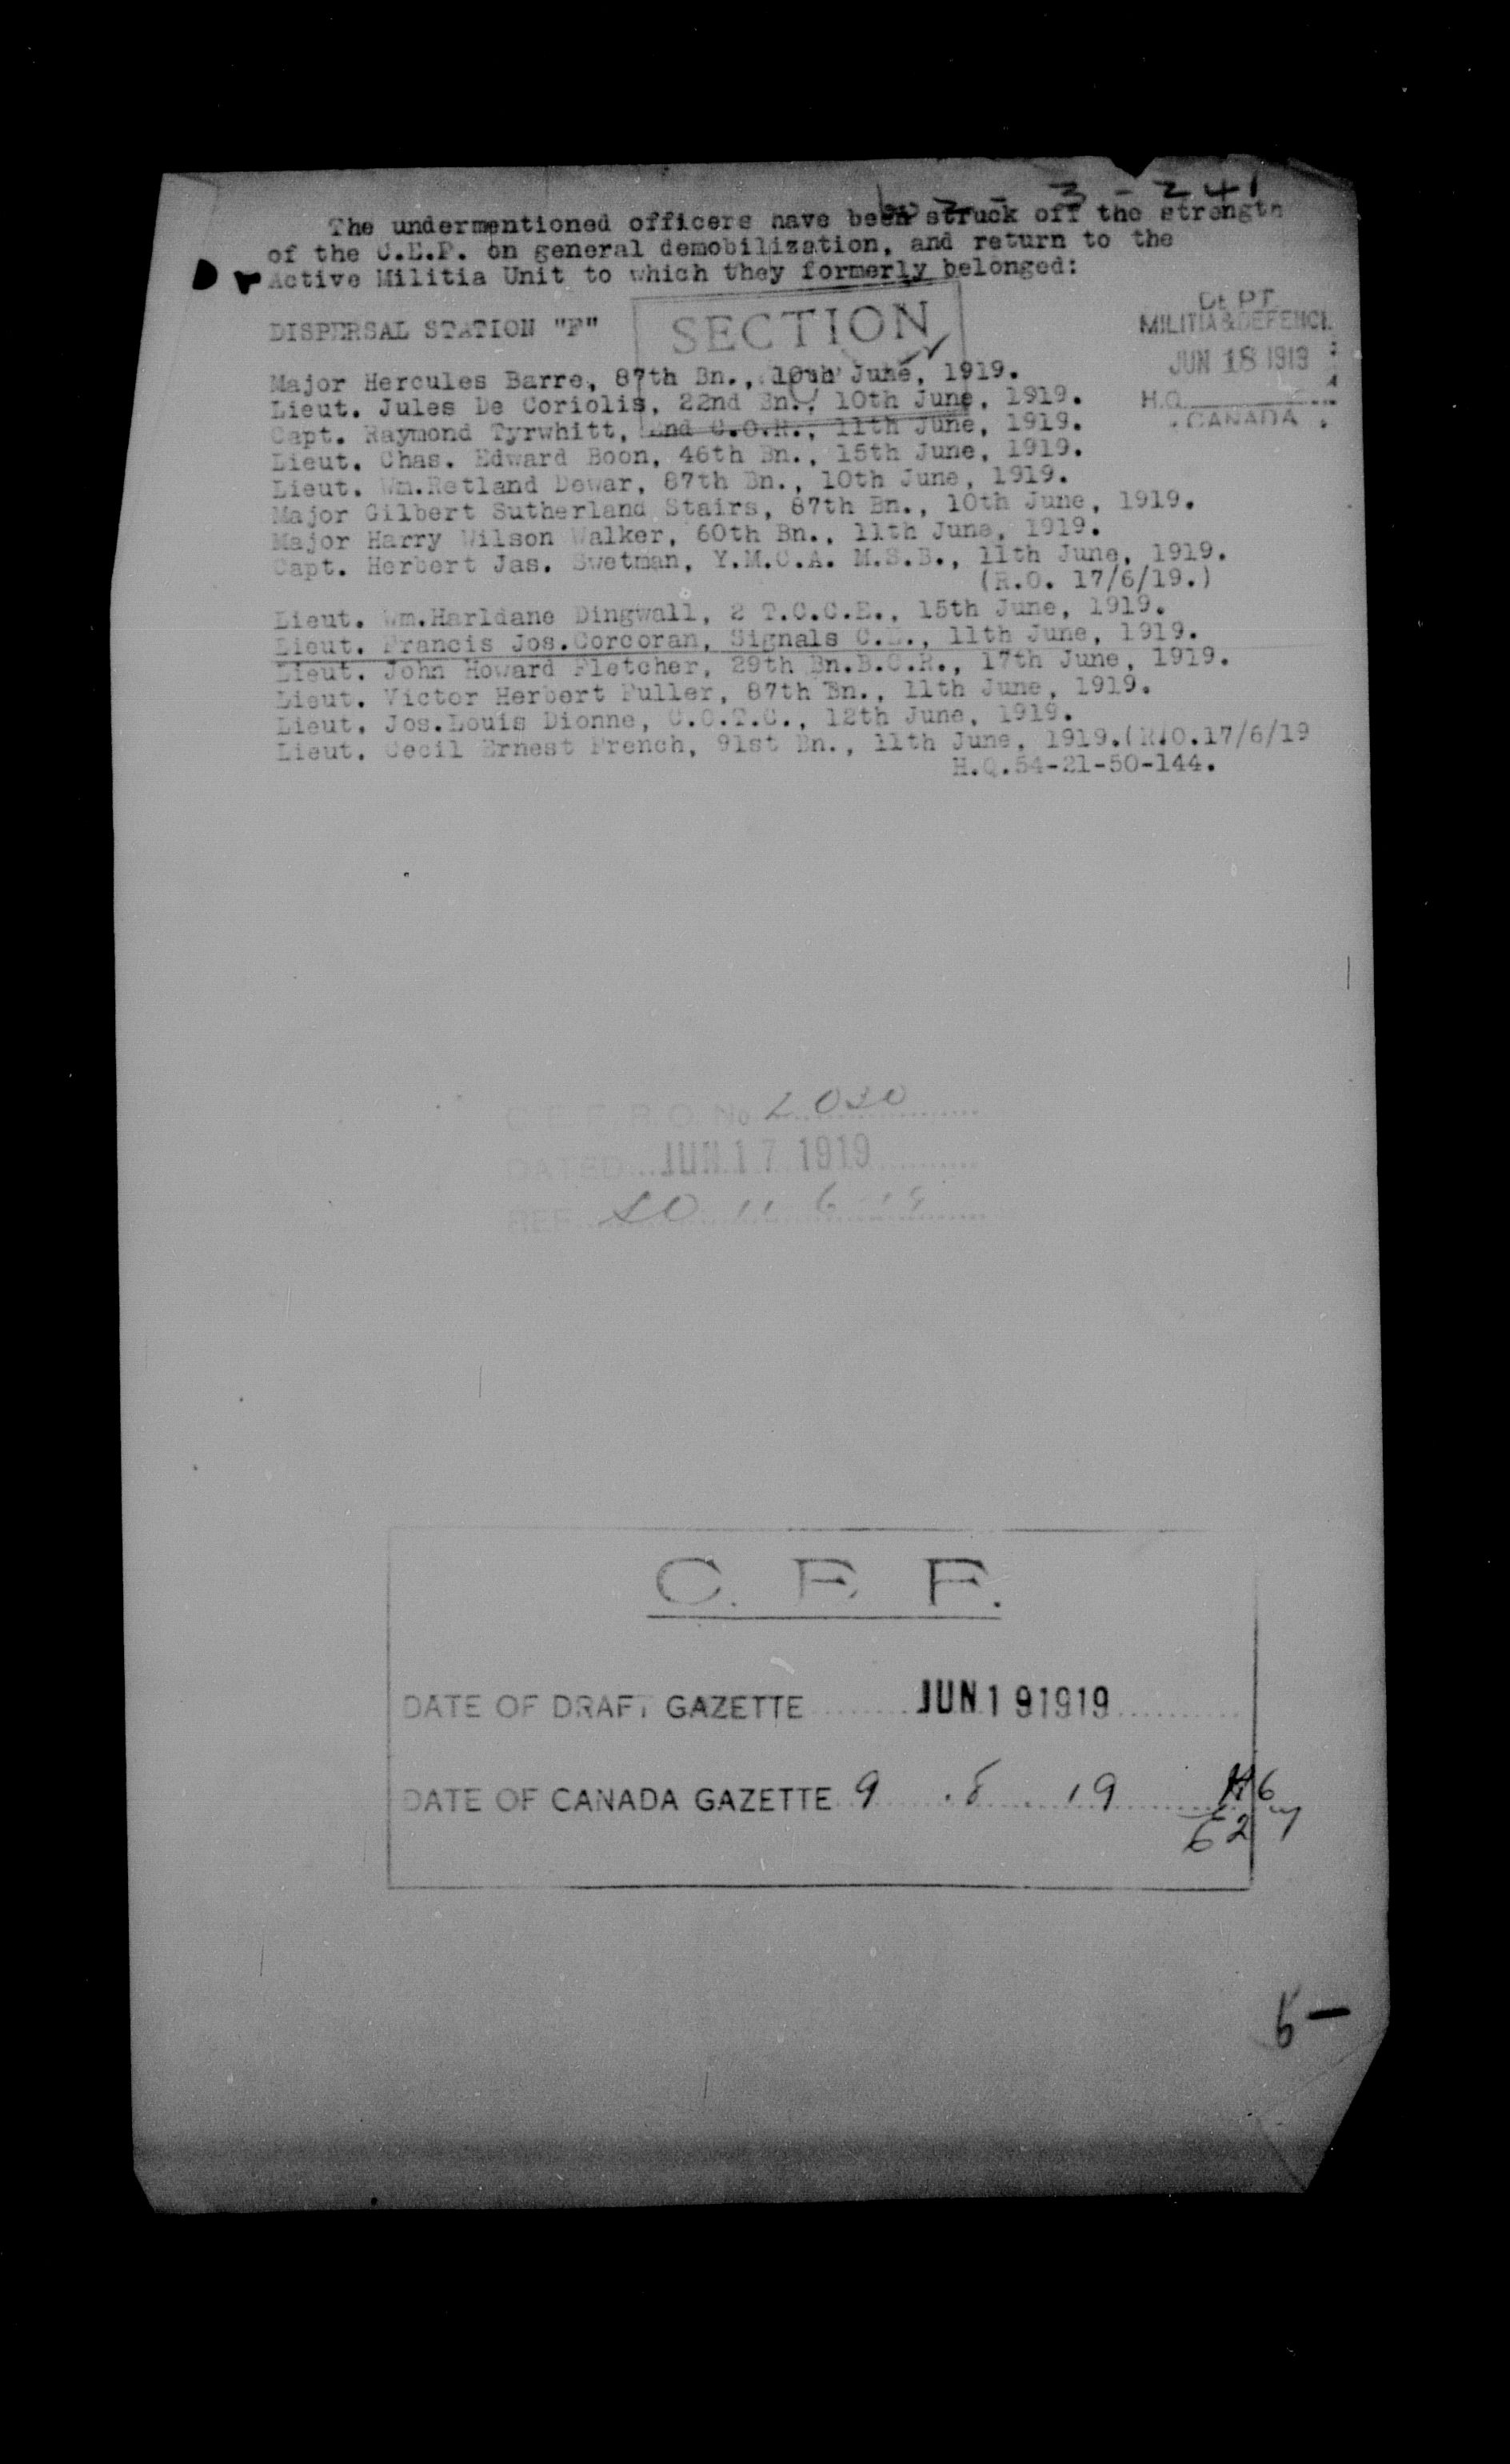 602-3-241
The undermentioned officers have been struck off the strength
of the C.E.F. on general demobilization, and return to the
Active Militia Unit to which they formerly belonged:
DISPERSAL STATION "F"
SECTION
DEPT.
MILITIA & DEFENCE
JUN 18 1919
H.Q.
CANADA
Major Hercules Barre, 87th Bn., 10th June, 1919.
Lieut. Jules De Coriolis, 22nd Bn., 10th June, 1919.
Capt. Raymond Tyrwhitt, 2nd C.O.R., 11th June, 1919.
Lieut. Chas. Edward Boon, 46th Bn., 15th June, 1919.
Lieut. Wm.Retland Dewar, 87th Bn., 10th June, 1919.
Major Gilbert Sutherland Stairs, 87th Bn., 10th June, 1919.
Major Harry Wilson Walker, 60th Bn., 11th June, 1919.
Capt. Herbert Jas. Swetman, Y.M.C.A. M.S.B., 11th June, 1919.
(R.O. 17/6/19.)
Lieut. Wm.Harldane Dingwall, 2 T.C.C.E., 15th June, 1919.
Lieut. Francis Jos.Corcoran, Signals C.E., 11th June, 1919.
Lieut. John Howard Fletcher, 29th Bn.B.C.R., 17th June, 1919.
Lieut. Victor Herbert Fuller, 87th Bn., 11th June, 1919.
Lieut. Jos.Louis Dionne, C.O.T.C., 12th June, 1919.
Lieut. Cecil Ernest French, 91st Bn., 11th June, 1919.(R.O.17/6/19
H.Q.54-21-50-144.
C.E.F. R.O. No
DATED JUN 17 1919
REF
C. E. F.
DATE OF DRAFT GAZETTE JUN 19 1919
DATE OF CANADA GAZETTE 9 . 8 . 19